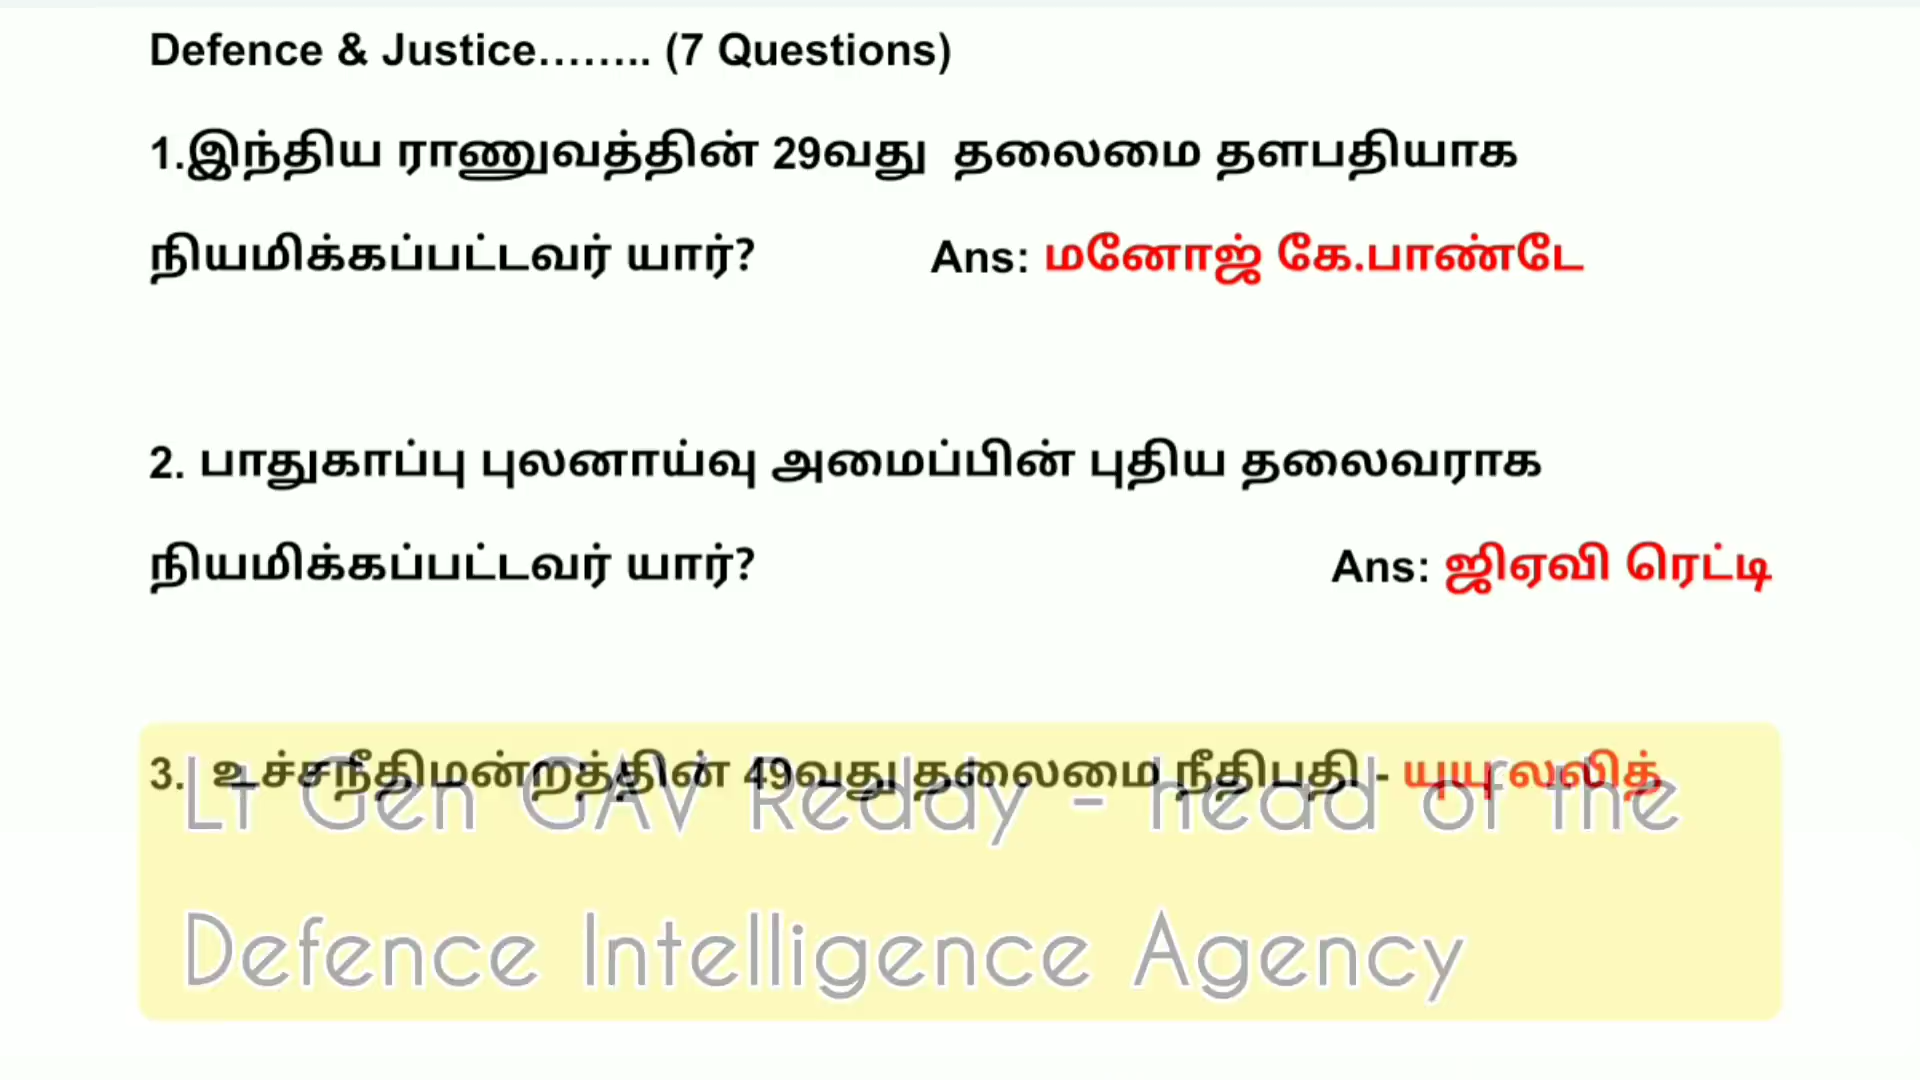 Defence & Justice........ (7 Questions)
1.இந்திய ராணுவத்தின் 29வது தலைமை தளபதியாக
நியமிக்கப்பட்டவர் யார்? Ans: மனோஜ் கே.பாண்டே
2. பாதுகாப்பு புலனாய்வு அமைப்பின் புதிய தலைவராக
நியமிக்கப்பட்டவர் யார்? Ans: ஜிஏவி ரெட்டி
3. உச்சநீதிமன்றத்தின் 49வது தலைமை நீதிபதி - யுயு லலித்
Lt Gen GAV Reddy - head of the
Defence Intelligence Agency